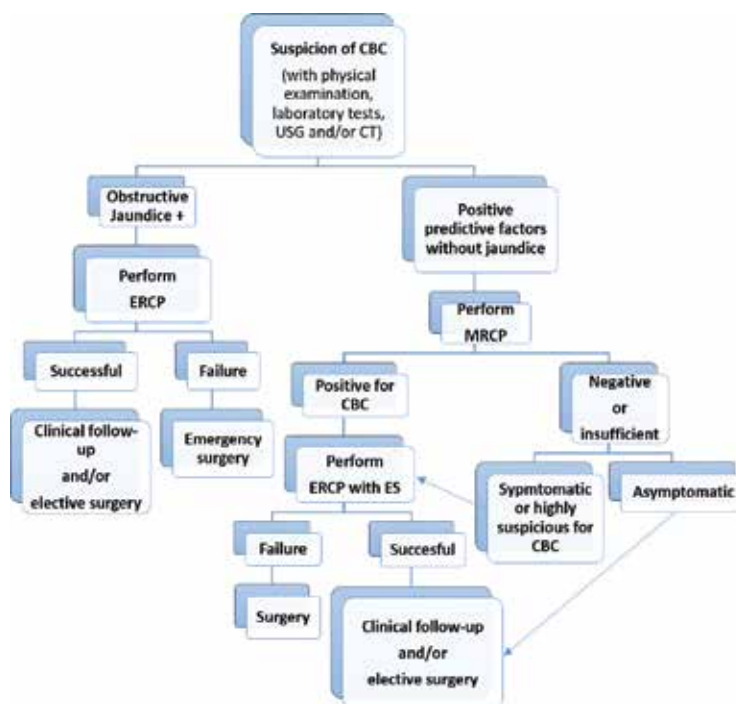 Suspicion of CBC
(with physical
examination,
laboratory tests,
USG and/or CT)
Obstructive
Jaundice +
Positive
predictive factors
without jaundice
Perform
ERCP
Perform
MRCP
Successful
Failure
Positive for
CBC
Negative
or
insufficient
Clinical follow-
up
and/or
elective surgery
Emergency
surgery
Perform
ERCP with ES
Sypmtomatic
or highly
suspicious for
CBC
Asymptomatic
Failure
Succesful
Surgery
Clinical follow-up
and/or
elective surgery